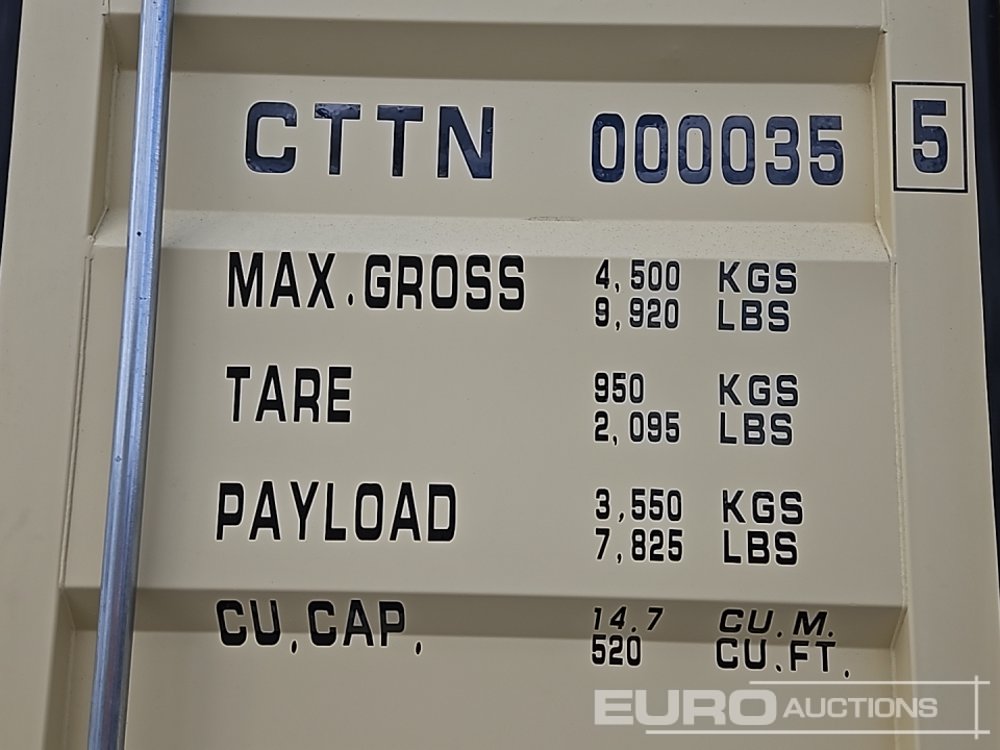 CTTN 000035 5
MAX.GROSS 4,500 KGS
9,920 LBS
TARE 950 KGS
2,095 LBS
PAYLOAD 3,550 KGS
7,825 LBS
CU.CAP. 14.7 CU.M.
520 CU.FT.
EURO AUCTIONS